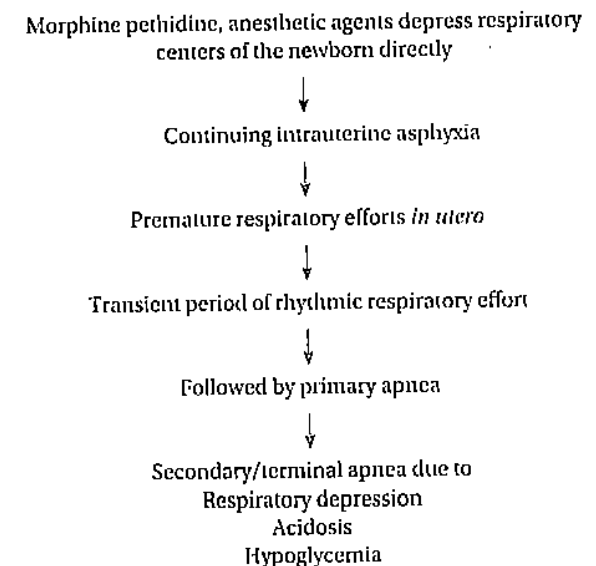 Morphine pethidine, anesthetic agents depress respiratory
centers of the newborn directly
Continuing intrauterine asphyxia
Premature respiratory efforts in utero
Transient period of rhythmic respiratory effort
Followed by primary apnea
Secondary/terminal apnea due to
Respiratory depression
Acidosis
Hypoglycemia